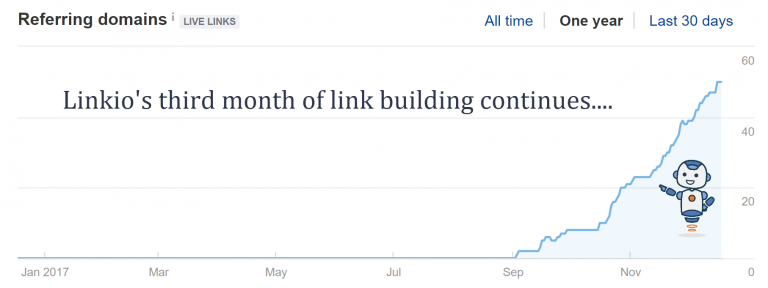 Referring domains i LIVE LINKS All time One year Last 30 days
60
Linkio's third month of link building continues....
40
20
Jan 2017 Mar May Jul Sep Nov 0